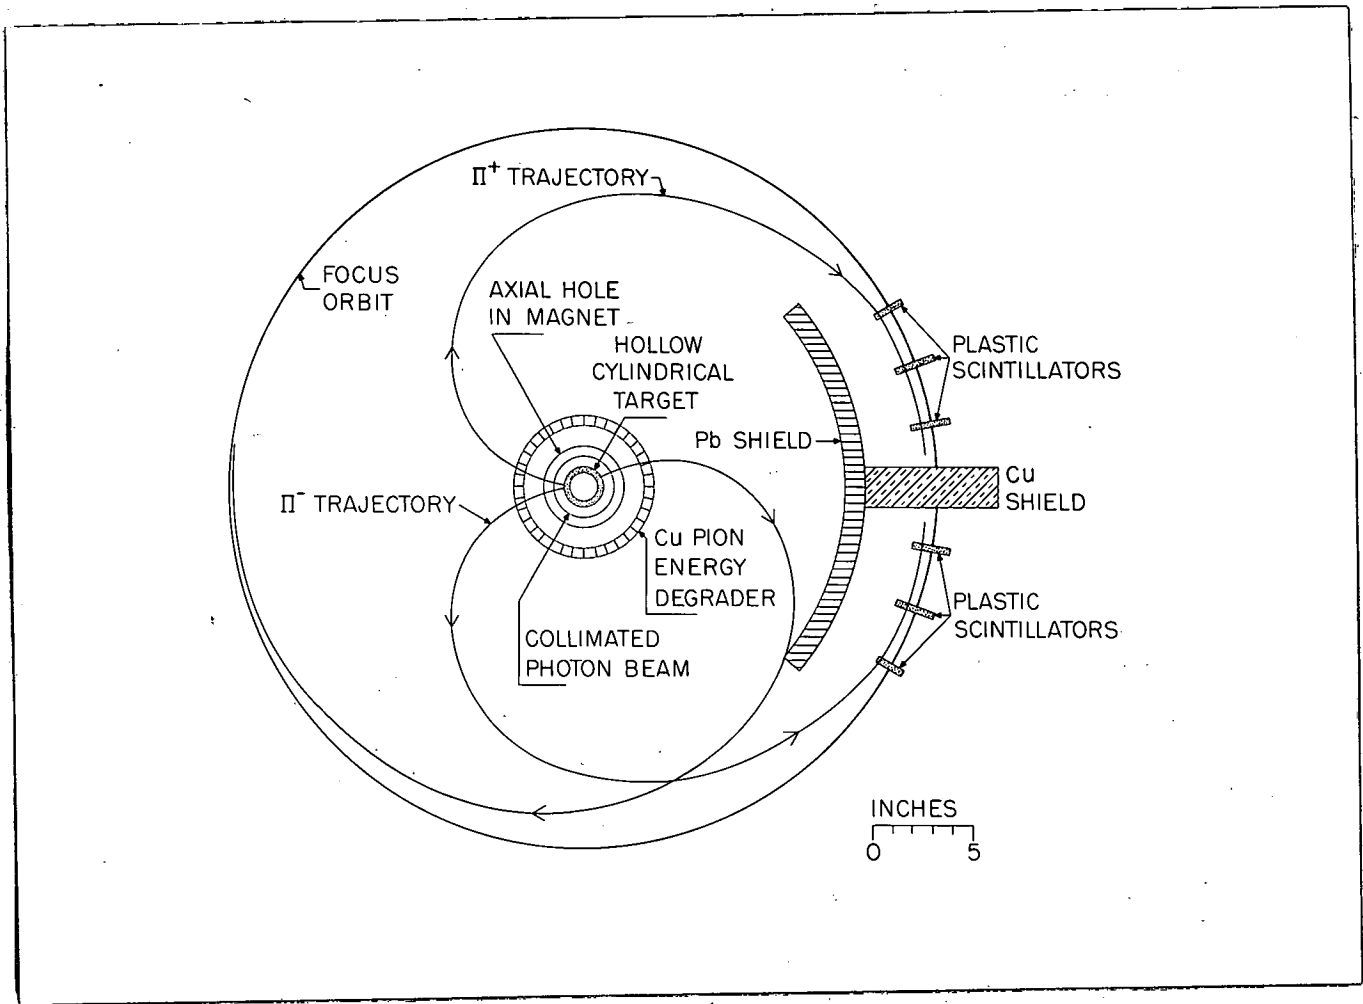 Π⁺ TRAJECTORY
FOCUS
ORBIT
AXIAL HOLE
IN MAGNET
HOLLOW
CYLINDRICAL
TARGET
PLASTIC
SCINTILLATORS
Pb SHIELD
Cu
SHIELD
Π⁻ TRAJECTORY
Cu PION
ENERGY
DEGRADER
COLLIMATED
PHOTON BEAM
PLASTIC
SCINTILLATORS
INCHES
0 5